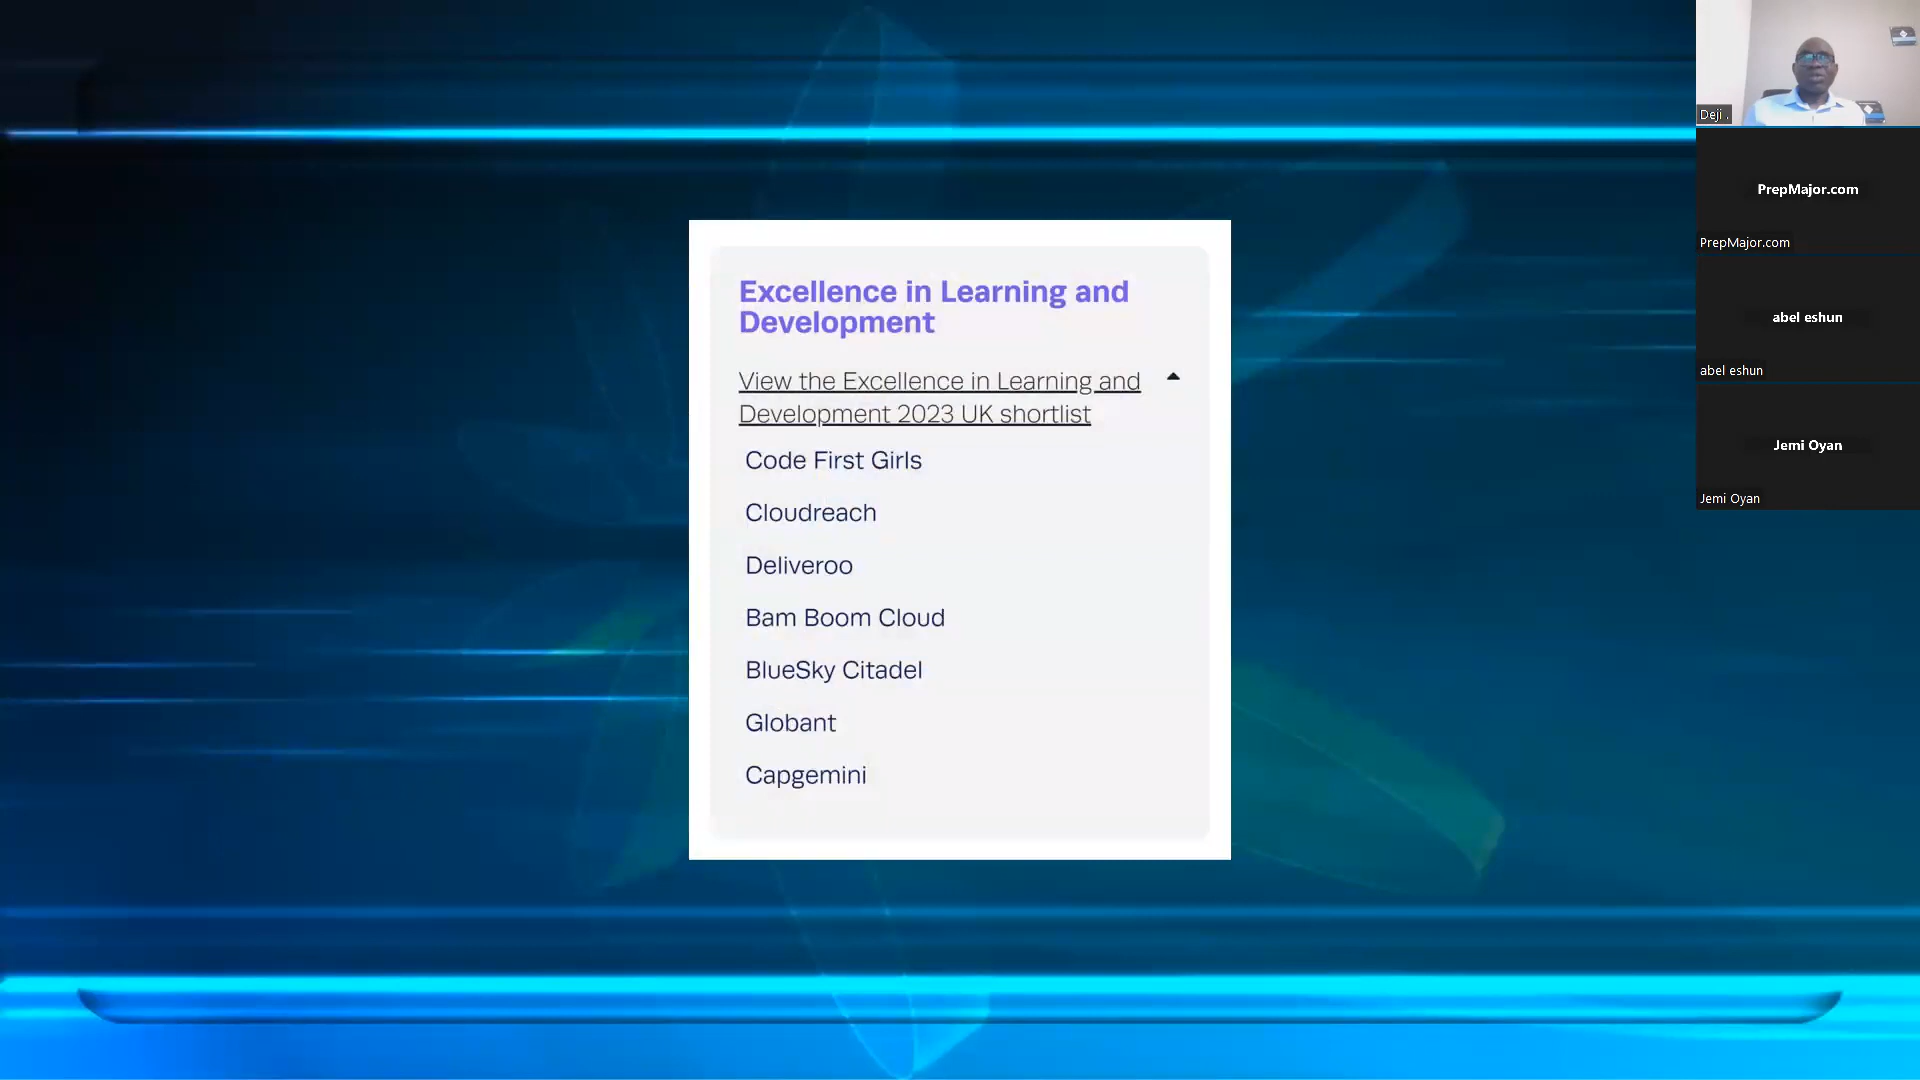 Excellence in Learning and
Development
View the Excellence in Learning and
Development 2023 UK shortlist
Code First Girls
Cloudreach
Deliveroo
Bam Boom Cloud
BlueSky Citadel
Globant
Capgemini
Deji .
PrepMajor.com
PrepMajor.com
abel eshun
abel eshun
Jemi Oyan
Jemi Oyan